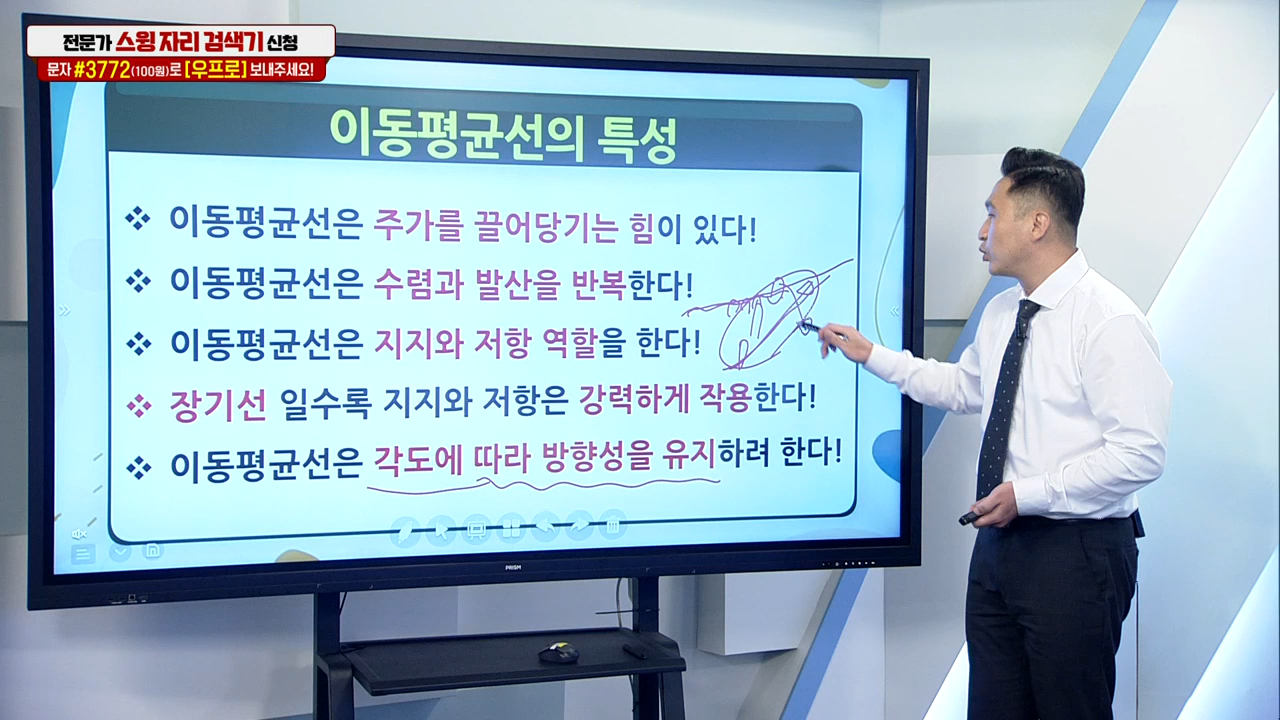 전문가 스윙 자리 검색기 신청
문자 #3772(100원)로 [우프로] 보내주세요!
이동평균선의 특성
❖ 이동평균선은 주가를 끌어당기는 힘이 있다!
❖ 이동평균선은 수렴과 발산을 반복한다!
❖ 이동평균선은 지지와 저항 역할을 한다!
❖ 장기선 일수록 지지와 저항은 강력하게 작용한다!
❖ 이동평균선은 각도에 따라 방향성을 유지하려 한다!
PRISM